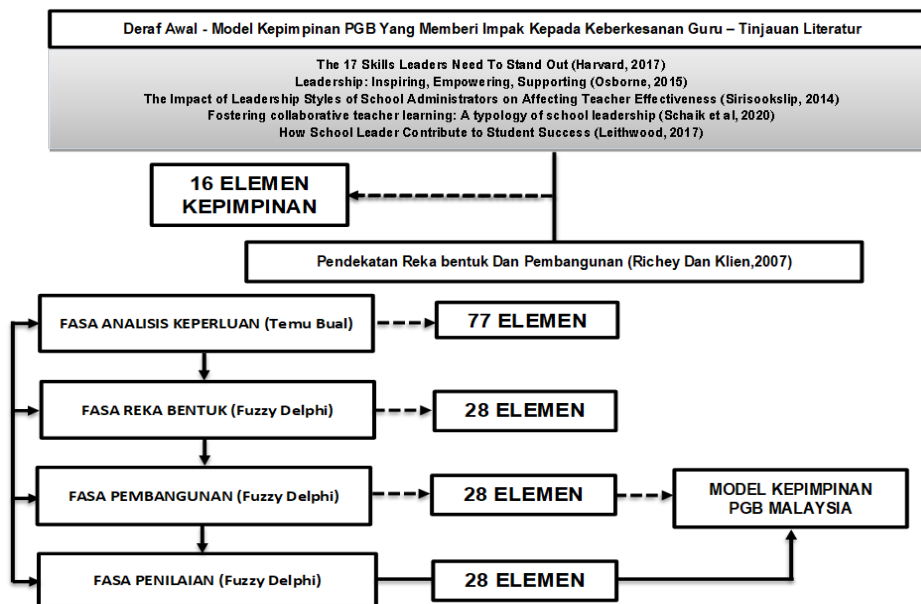 Deraf Awal - Model Kepimpinan PGB Yang Memberi Impak Kepada Keberkesanan Guru – Tinjauan Literatur
The 17 Skills Leaders Need To Stand Out (Harvard, 2017)
Leadership: Inspiring, Empowering, Supporting (Osborne, 2015)
The Impact of Leadership Styles of School Administrators on Affecting Teacher Effectiveness (Sirisookslip, 2014)
Fostering collaborative teacher learning: A typology of school leadership (Schaik et al, 2020)
How School Leader Contribute to Student Success (Leithwood, 2017)
16 ELEMEN
KEPIMPINAN
Pendekatan Reka bentuk Dan Pembangunan (Richey Dan Klien,2007)
FASA ANALISIS KEPERLUAN (Temu Bual)
77 ELEMEN
FASA REKA BENTUK (Fuzzy Delphi)
28 ELEMEN
FASA PEMBANGUNAN (Fuzzy Delphi)
28 ELEMEN
MODEL KEPIMPINAN
PGB MALAYSIA
FASA PENILAIAN (Fuzzy Delphi)
28 ELEMEN